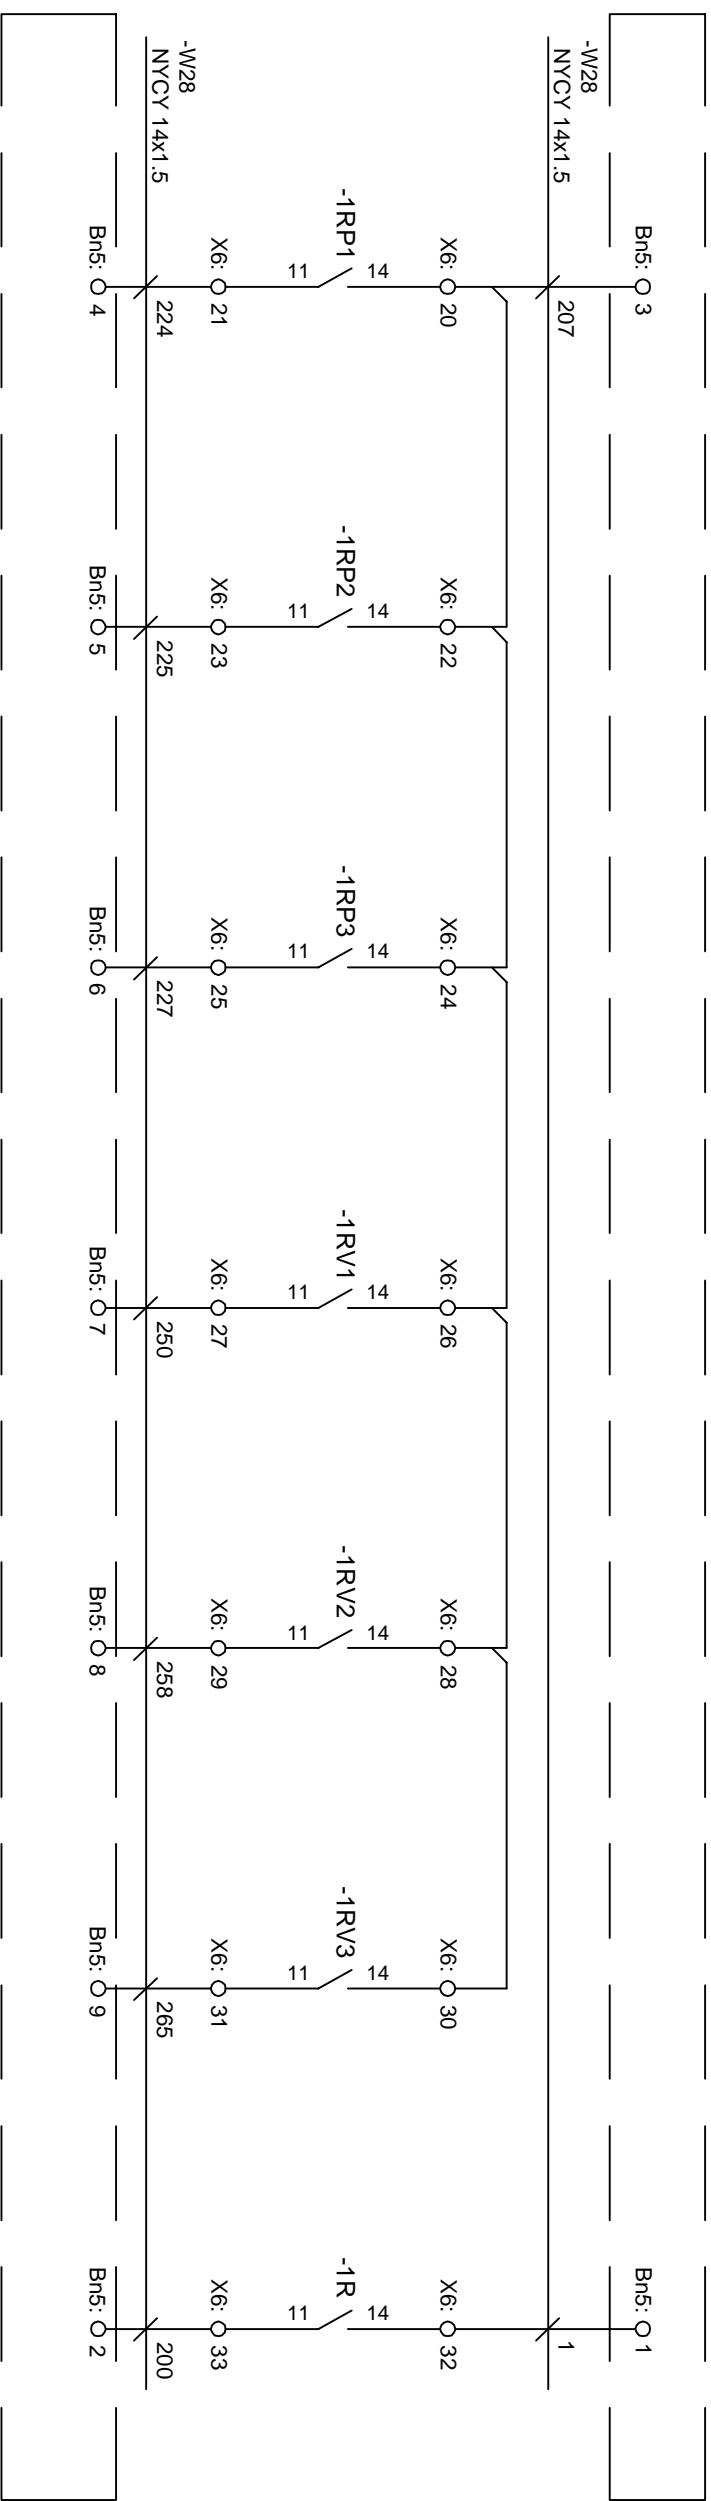 Bn5: 3
Bn5: 1
-W28
NYCY 14x1.5
207
1
X6: 20
X6: 22
X6: 24
X6: 26
X6: 28
X6: 30
X6: 32
14
14
14
14
14
14
14
-1RP1
-1RP2
-1RP3
-1RV1
-1RV2
-1RV3
-1R
11
11
11
11
11
11
11
X6: 21
X6: 23
X6: 25
X6: 27
X6: 29
X6: 31
X6: 33
-W28
NYCY 14x1.5
224
225
227
250
258
265
200
Bn5: 4
Bn5: 5
Bn5: 6
Bn5: 7
Bn5: 8
Bn5: 9
Bn5: 2